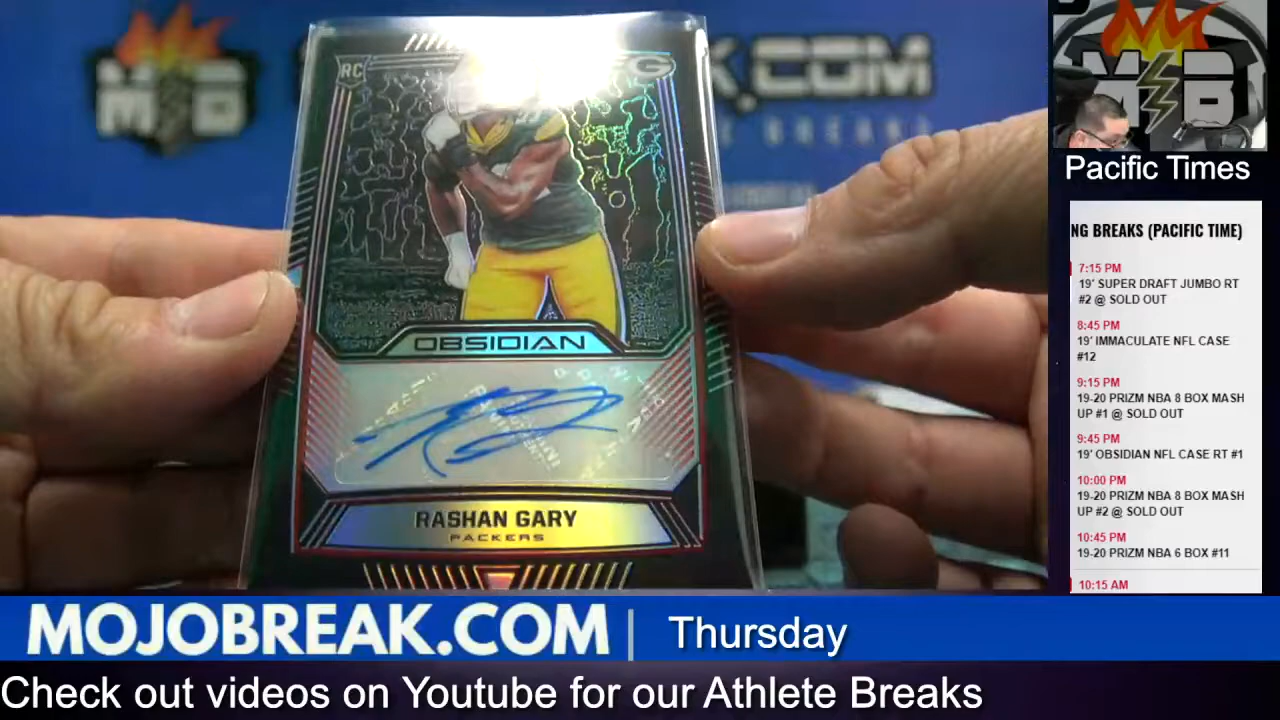 MB
K.COM
E BREAKS
RC
OBSIDIAN
RASHAN GARY
PACKERS
MB
Pacific Times
NG BREAKS (PACIFIC TIME)
7:15 PM
19' SUPER DRAFT JUMBO RT
#2 @ SOLD OUT
8:45 PM
19' IMMACULATE NFL CASE
#12
9:15 PM
19-20 PRIZM NBA 8 BOX MASH
UP #1 @ SOLD OUT
9:45 PM
19' OBSIDIAN NFL CASE RT #1
10:00 PM
19-20 PRIZM NBA 8 BOX MASH
UP #2 @ SOLD OUT
10:45 PM
19-20 PRIZM NBA 6 BOX #11
10:15 AM
MOJOBREAK.COM | Thursday
Check out videos on Youtube for our Athlete Breaks